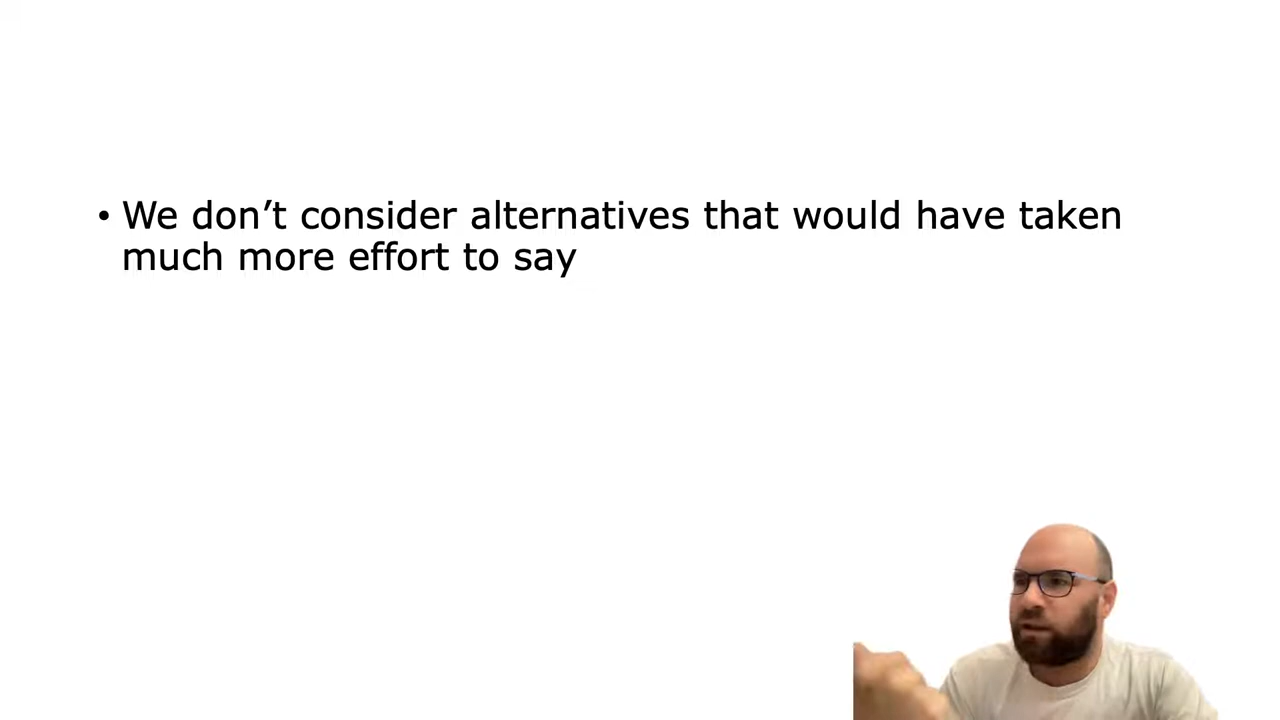 • We don’t consider alternatives that would have taken
much more effort to say